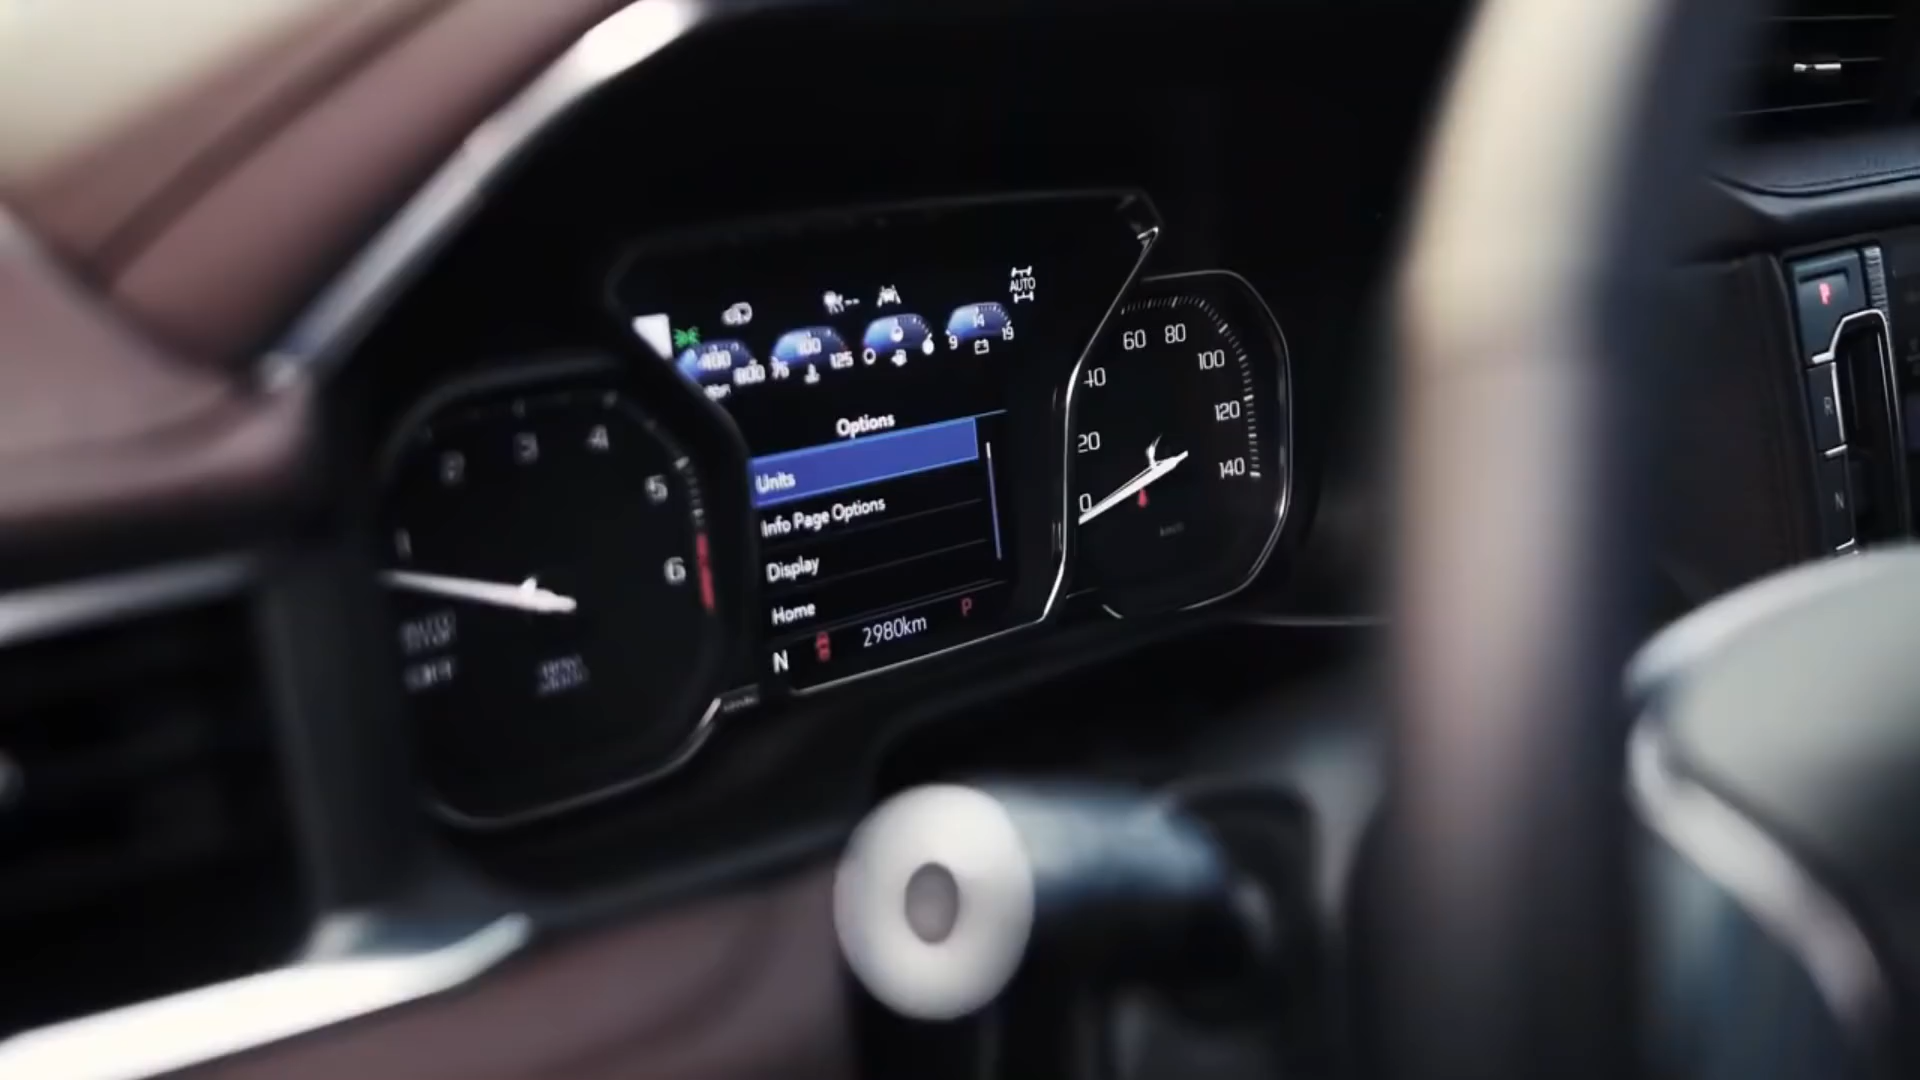 AUTO
400
800
75 100 125
9 14 19
Options
Units
Info Page Options
Display
Home
N 2980km P
1 2 3 4 5 6
0 20 40 60 80 100 120 140
P
R
N